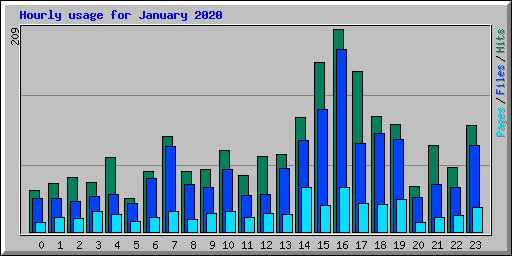 Hourly usage for January 2020
209
Pages / Files / Hits
0 1 2 3 4 5 6 7 8 9 10 11 12 13 14 15 16 17 18 19 20 21 22 23